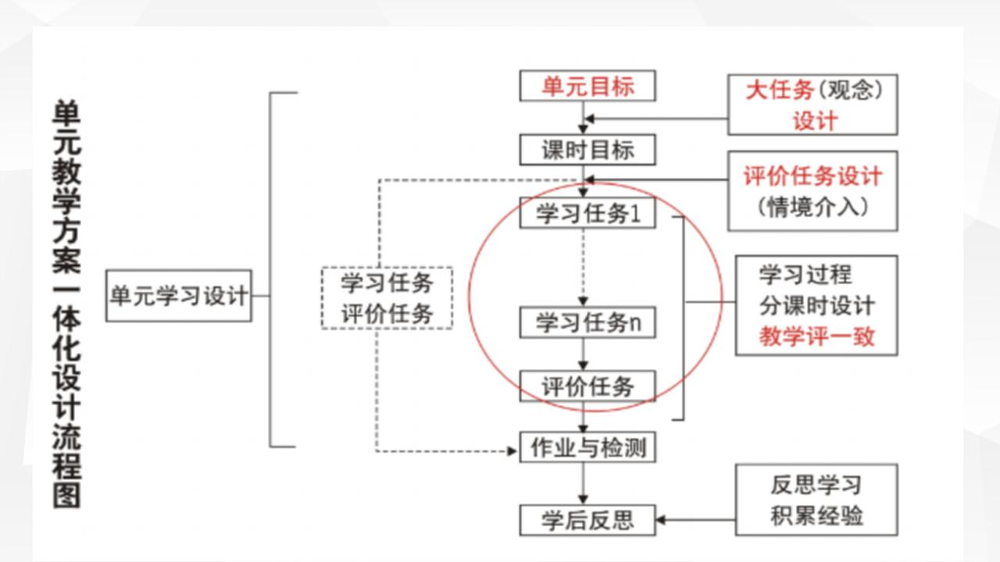 单元教学方案一体化设计流程图
单元学习设计
学习任务
评价任务
单元目标
课时目标
学习任务1
学习任务n
评价任务
作业与检测
学后反思
大任务(观念)
设计
评价任务设计
(情境介入)
学习过程
分课时设计
教学评一致
反思学习
积累经验